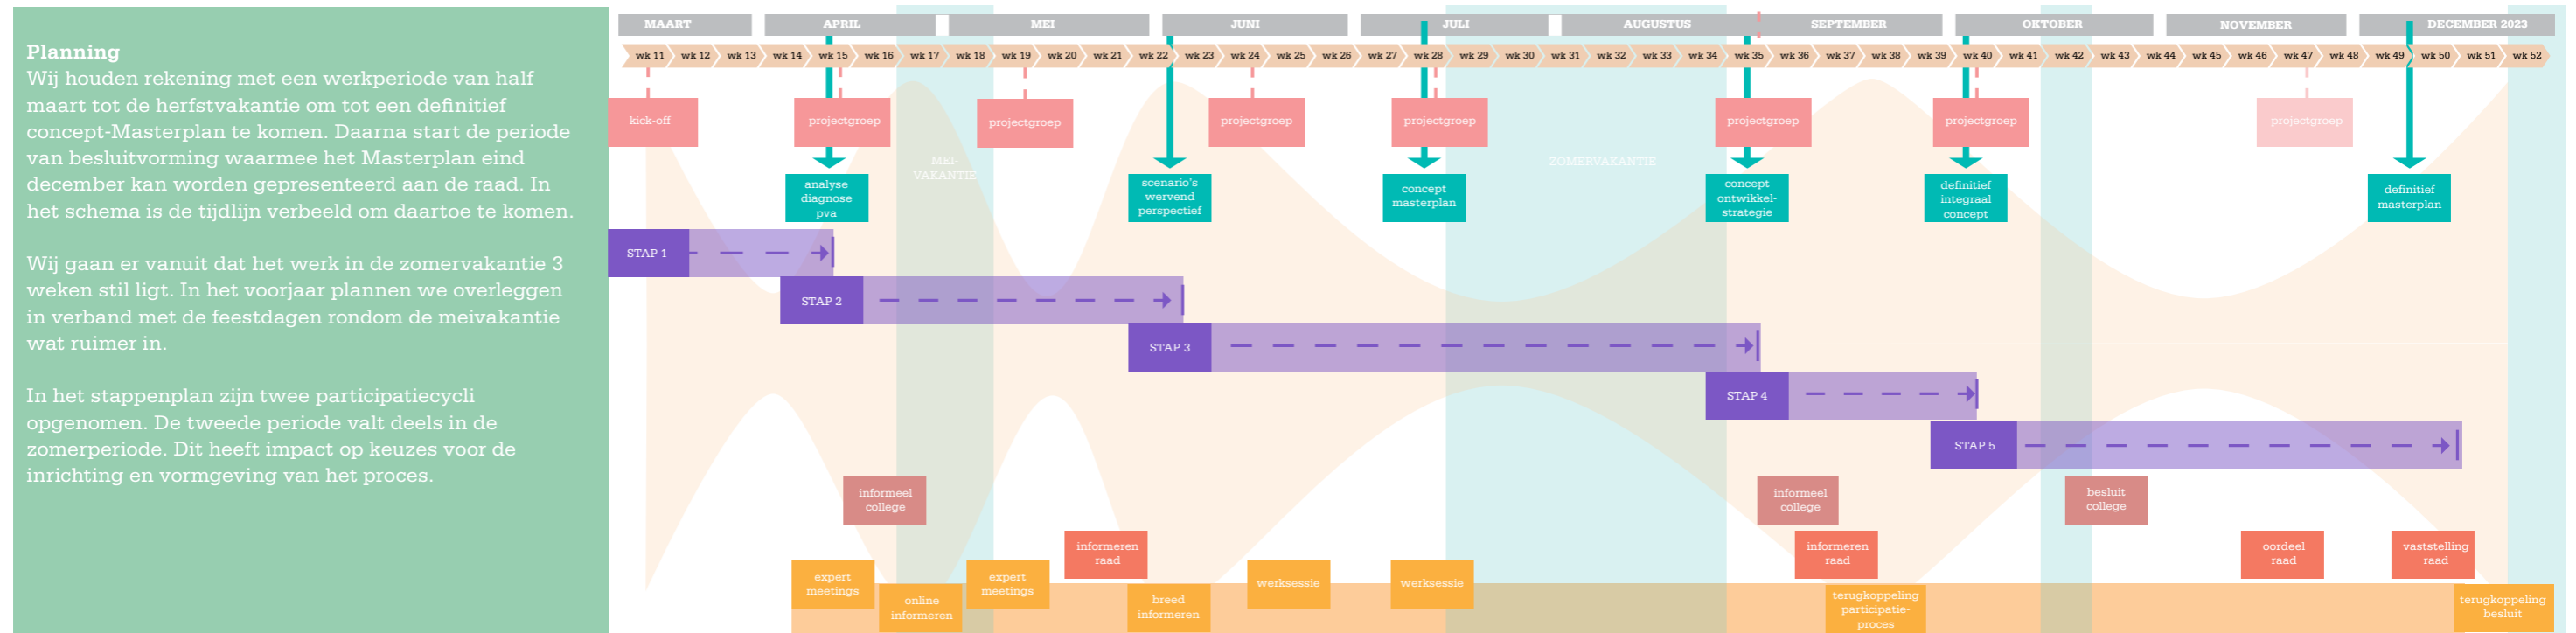 Planning
Wij houden rekening met een werkperiode van half
maart tot de herfstvakantie om tot een definitief
concept-Masterplan te komen. Daarna start de periode
van besluitvorming waarmee het Masterplan eind
december kan worden gepresenteerd aan de raad. In
het schema is de tijdlijn verbeeld om daartoe te komen.
Wij gaan er vanuit dat het werk in de zomervakantie 3
weken stil ligt. In het voorjaar plannen we overleggen
in verband met de feestdagen rondom de meivakantie
wat ruimer in.
In het stappenplan zijn twee participatiecycli
opgenomen. De tweede periode valt deels in de
zomerperiode. Dit heeft impact op keuzes voor de
inrichting en vormgeving van het proces.
MAART APRIL MEI JUNI JULI AUGUSTUS SEPTEMBER OKTOBER NOVEMBER DECEMBER 2023
wk 11 wk 12 wk 13 wk 14 wk 15 wk 16 wk 17 wk 18 wk 19 wk 20 wk 21 wk 22 wk 23 wk 24 wk 25 wk 26 wk 27 wk 28 wk 29 wk 30 wk 31 wk 32 wk 33 wk 34 wk 35 wk 36 wk 37 wk 38 wk 39 wk 40 wk 41 wk 42 wk 43 wk 44 wk 45 wk 46 wk 47 wk 48 wk 49 wk 50 wk 51 wk 52
kick-off projectgroep projectgroep projectgroep projectgroep projectgroep projectgroep projectgroep
MEI-
VAKANTIE
ZOMERVAKANTIE
analyse
diagnose
pva
scenario's
wervend
perspectief
concept
masterplan
concept
ontwikkel-
strategie
definitief
integraal
concept
definitief
masterplan
STAP 1
STAP 2
STAP 3
STAP 4
STAP 5
informeel
college
informeel
college
besluit
college
informeren
raad
informeren
raad
oordeel
raad
vaststelling
raad
expert
meetings
online
informeren
expert
meetings
breed
informeren
werksessie
werksessie
terugkoppeling
participatie-
proces
terugkoppeling
besluit